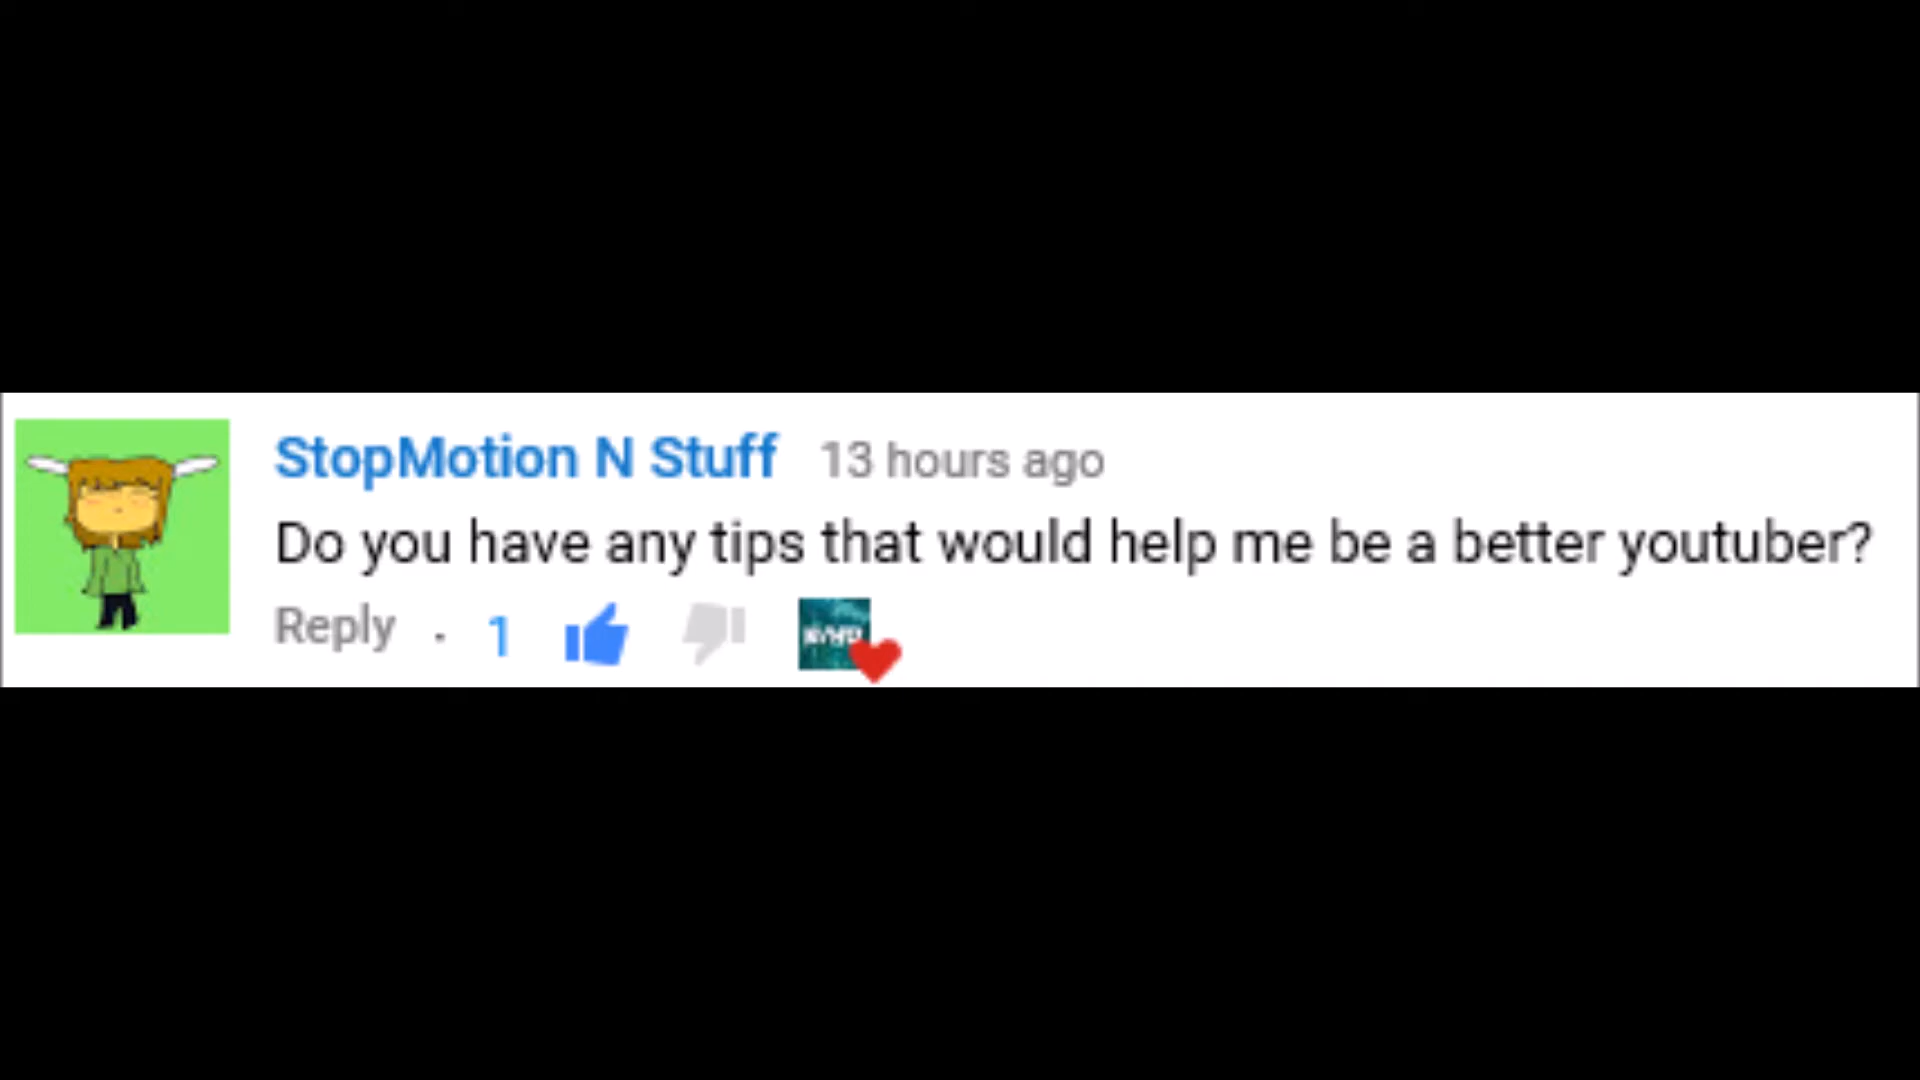 StopMotion N Stuff 13 hours ago
Do you have any tips that would help me be a better youtuber?
Reply . 1